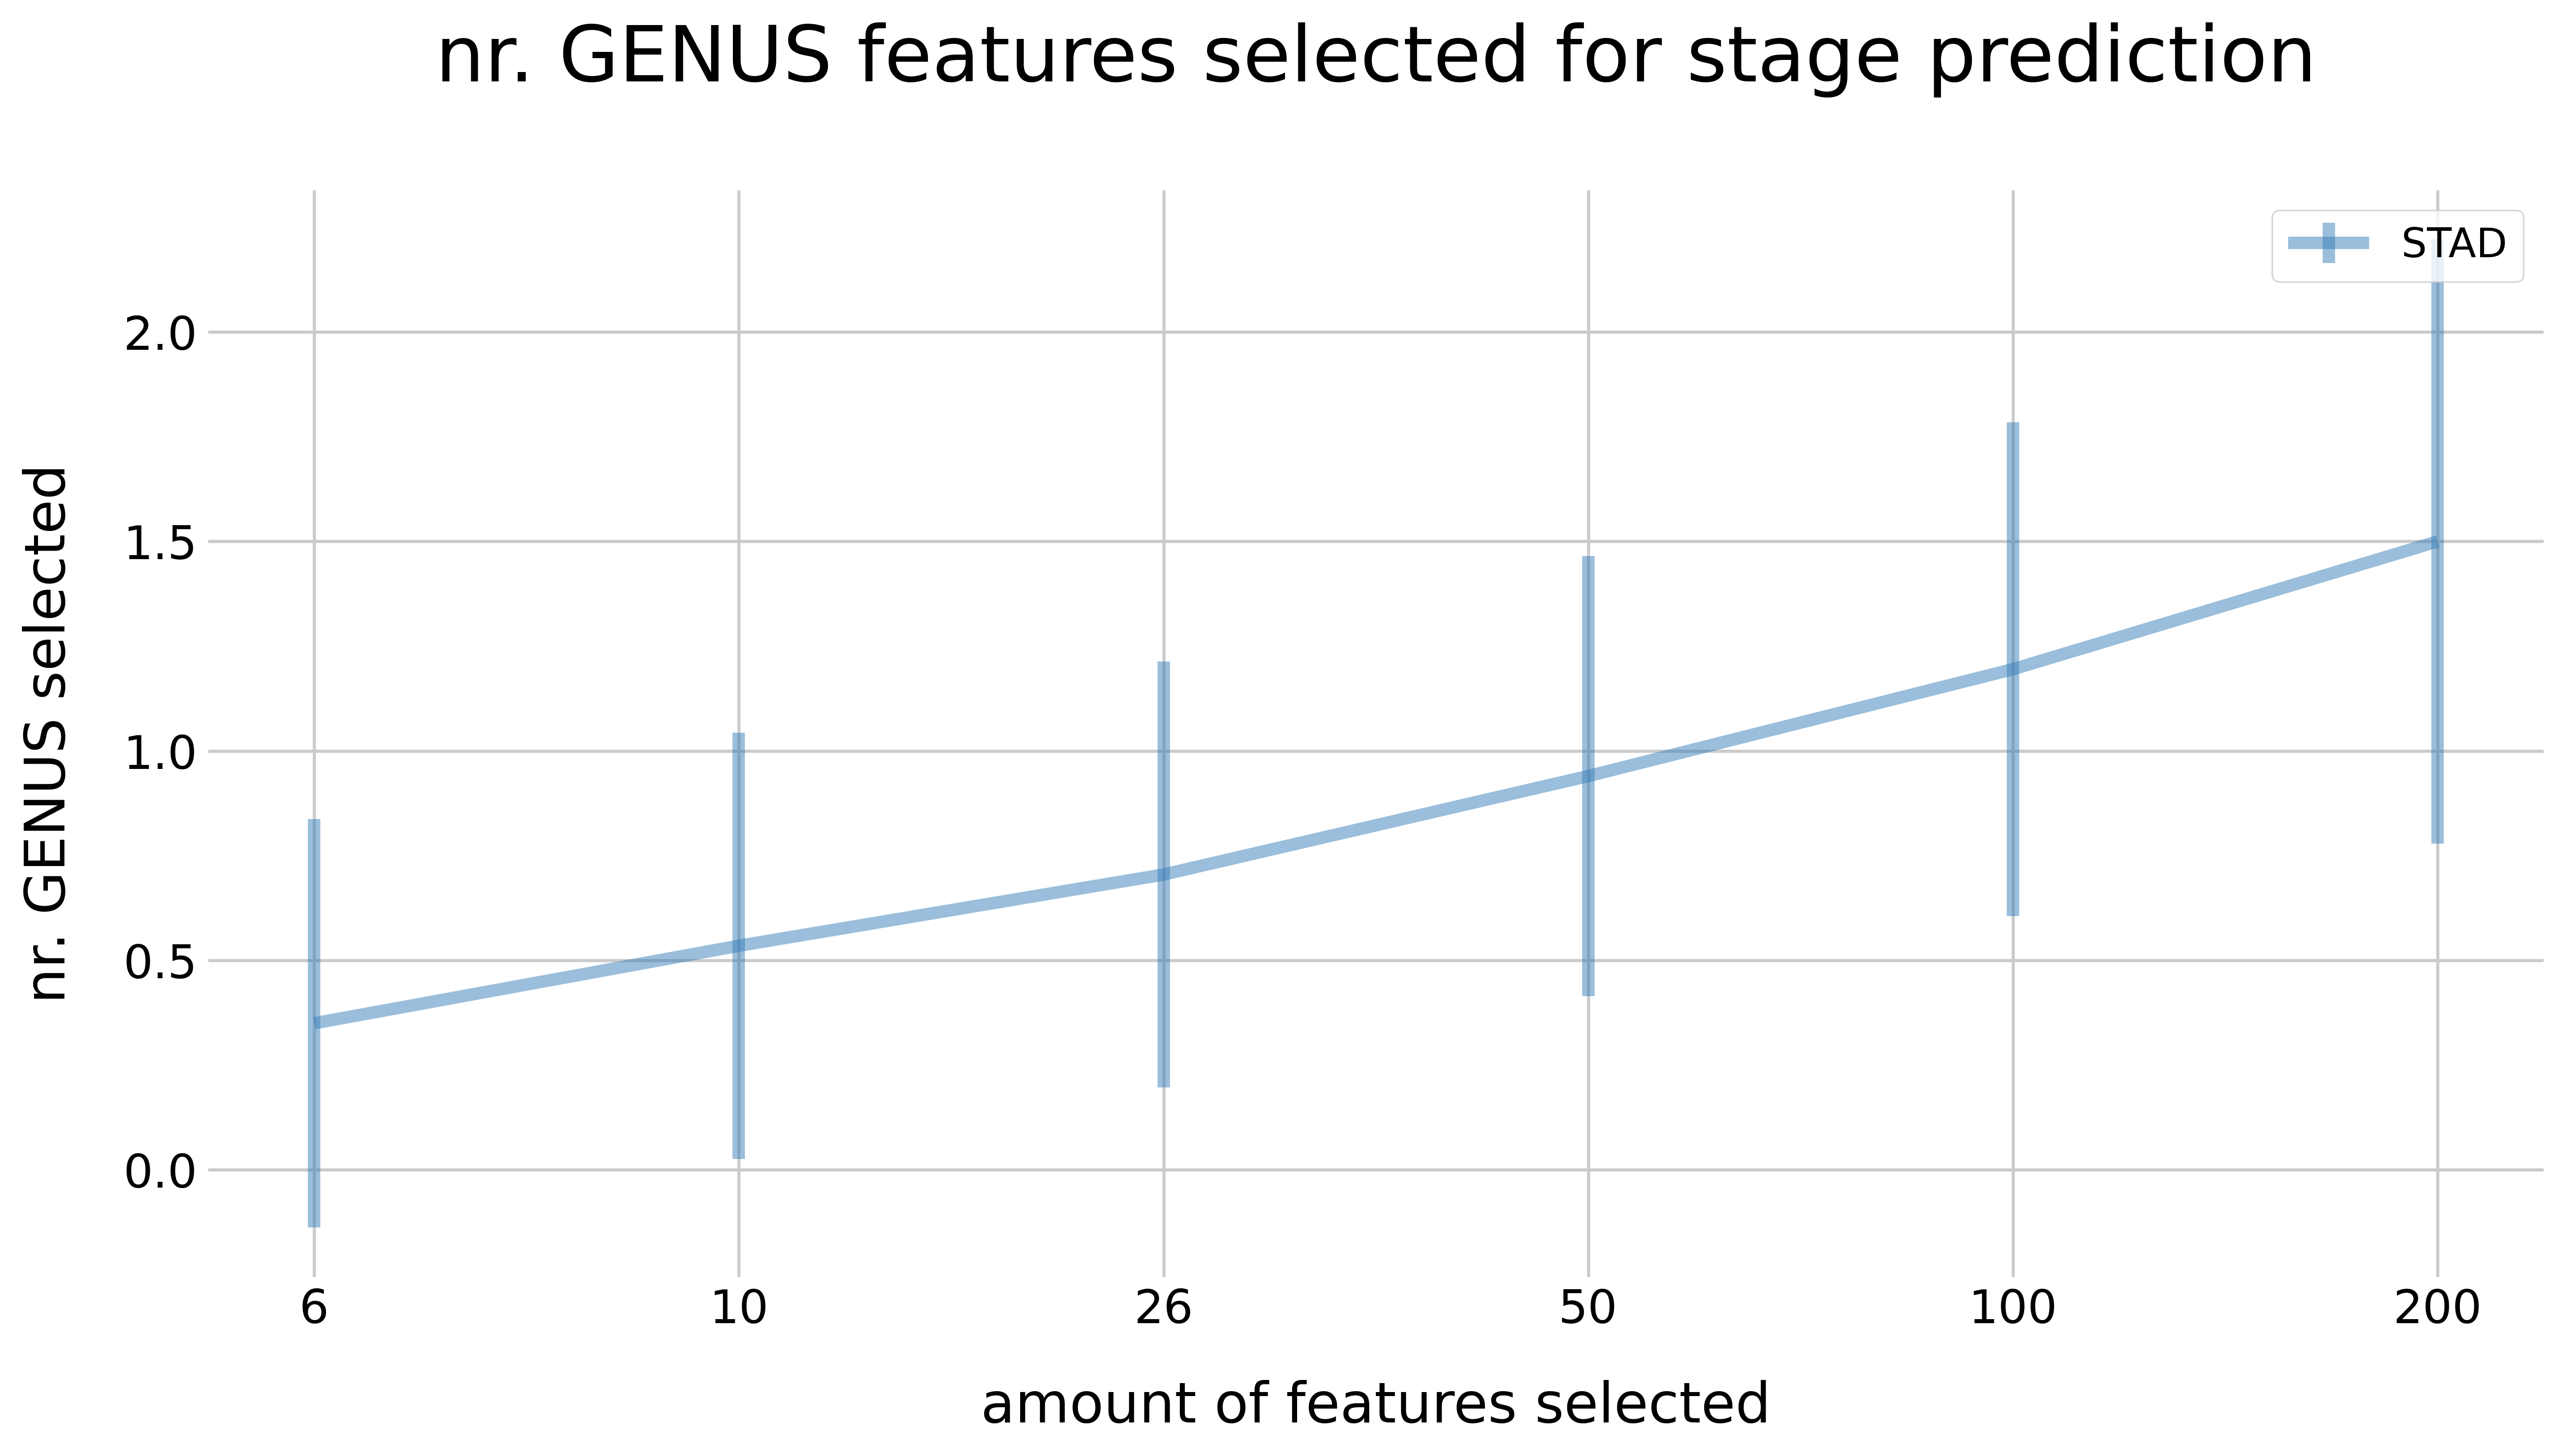 nr. GENUS features selected for stage prediction
STAD
nr. GENUS selected
2.0
1.5
1.0
0.5
0.0
6 10 26 50 100 200
amount of features selected